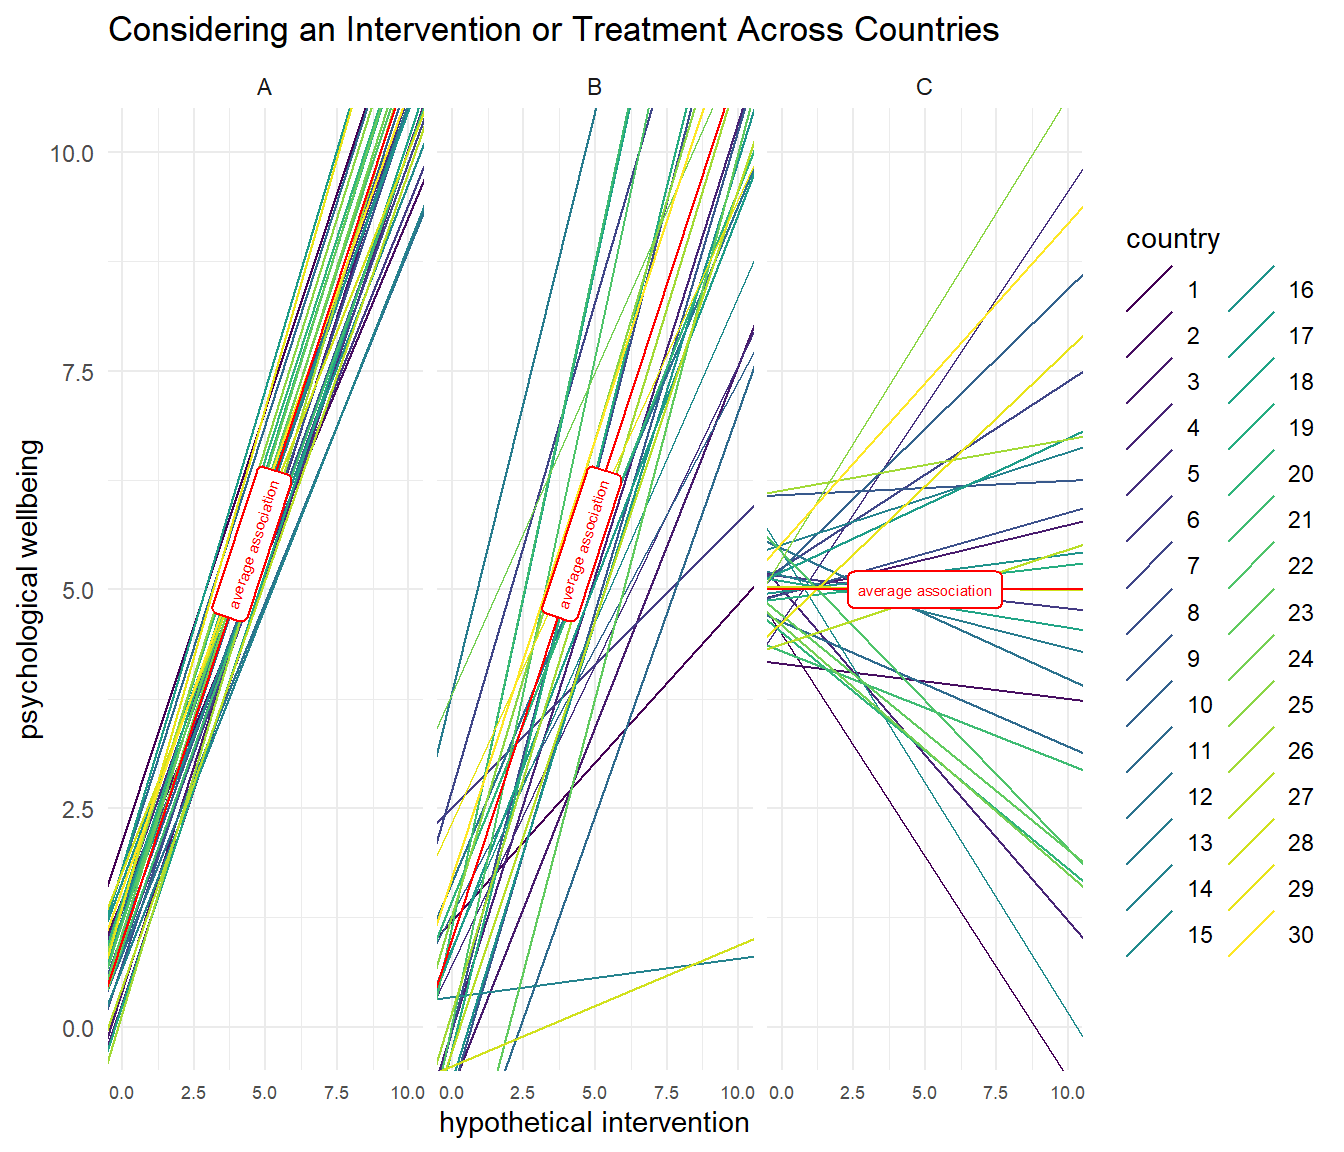 Considering an Intervention or Treatment Across Countries
A
B
C
psychological wellbeing
10.0
7.5
5.0
2.5
0.0
average association
average association
average association
0.0 2.5 5.0 7.5 10.0
0.0 2.5 5.0 7.5 10.0
0.0 2.5 5.0 7.5 10.0
hypothetical intervention
country
1
2
3
4
5
6
7
8
9
10
11
12
13
14
15
16
17
18
19
20
21
22
23
24
25
26
27
28
29
30